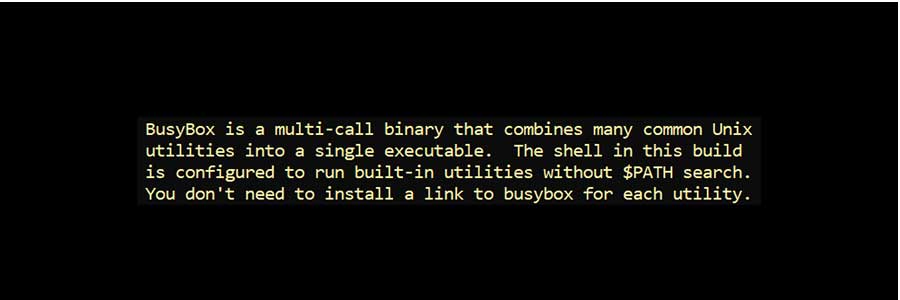 BusyBox is a multi-call binary that combines many common Unix
utilities into a single executable.  The shell in this build
is configured to run built-in utilities without $PATH search.
You don't need to install a link to busybox for each utility.